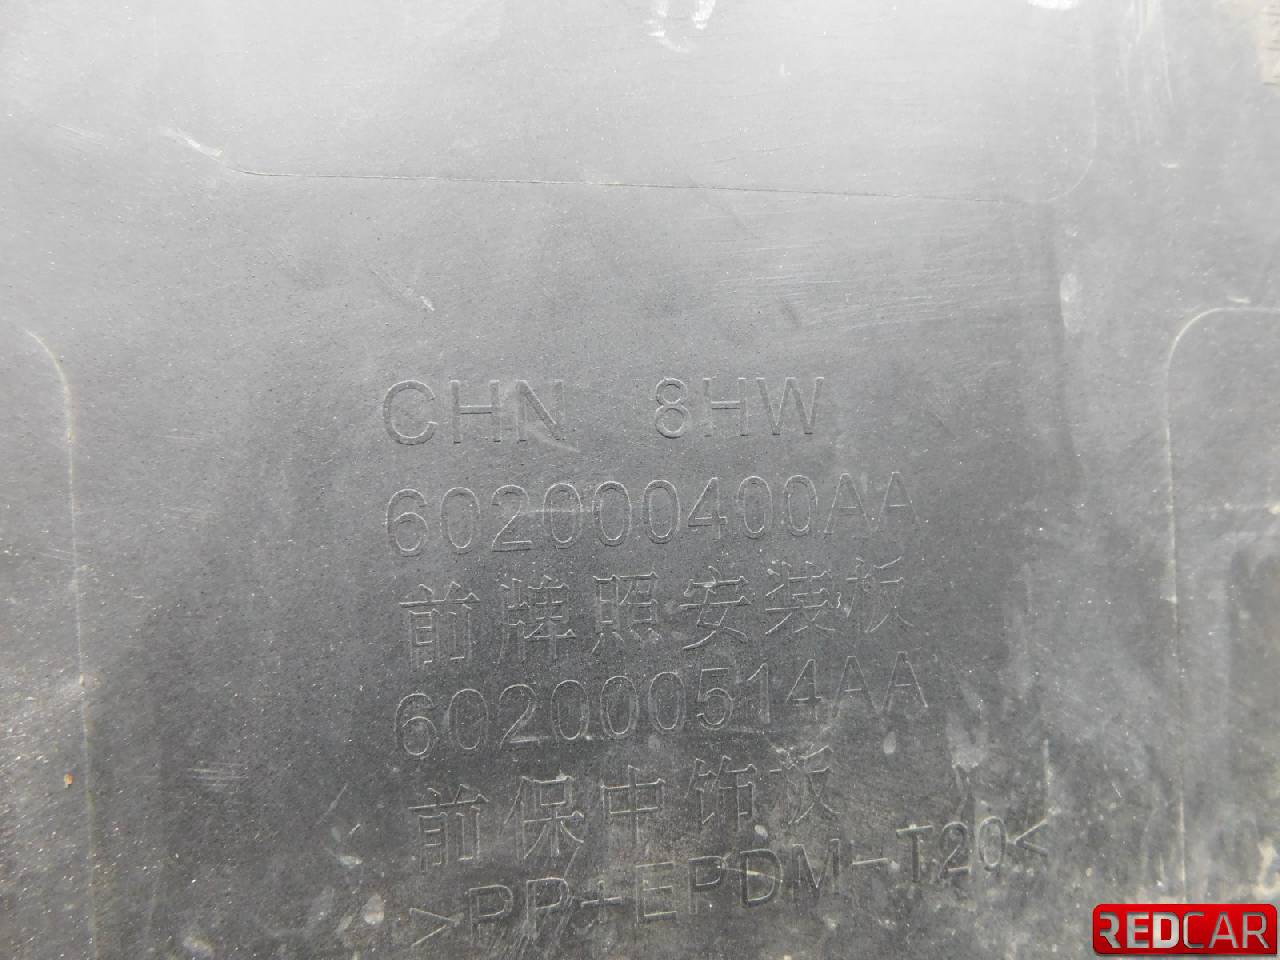 CHN 8HW
602000400AA
前牌照安装板
602000514AA
前保中饰板
>PP+EPDM-T20<
REDCAR